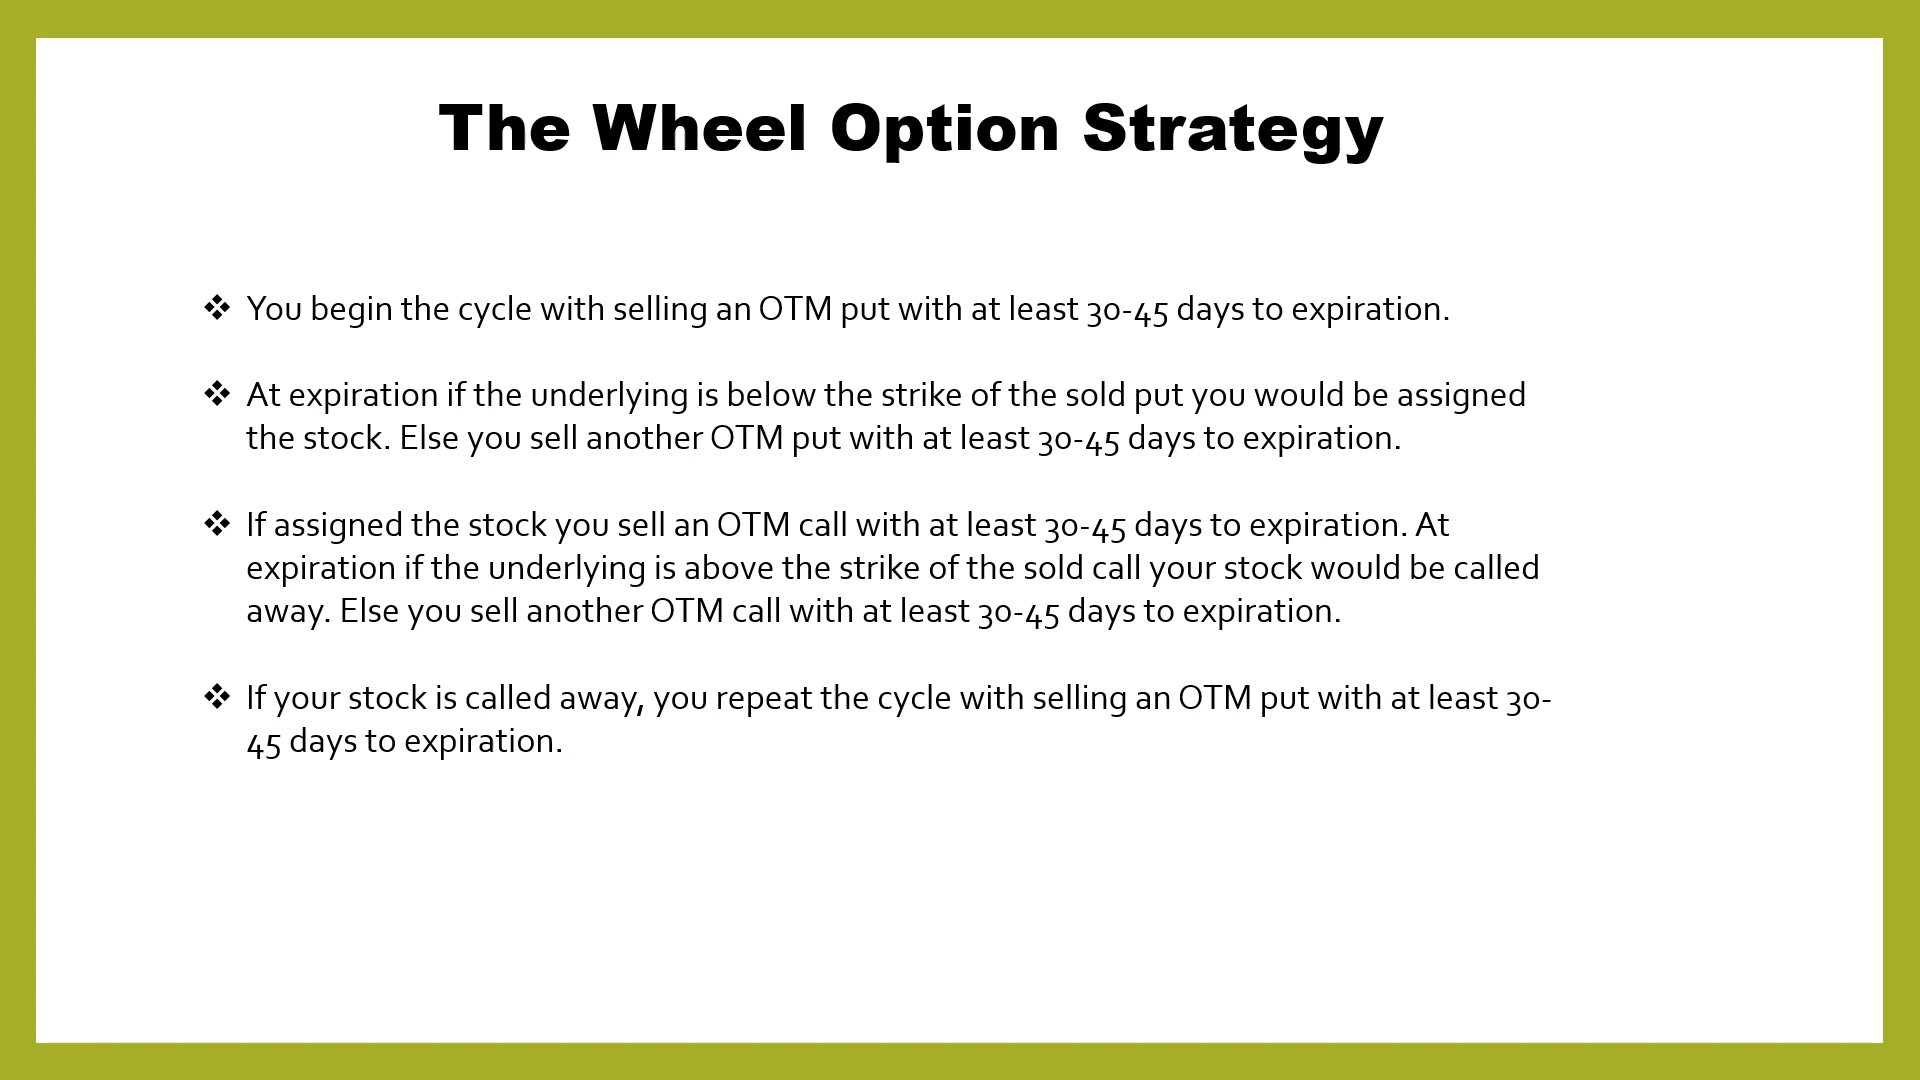 The Wheel Option Strategy
❖ You begin the cycle with selling an OTM put with at least 30-45 days to expiration.
❖ At expiration if the underlying is below the strike of the sold put you would be assigned
the stock. Else you sell another OTM put with at least 30-45 days to expiration.
❖ If assigned the stock you sell an OTM call with at least 30-45 days to expiration. At
expiration if the underlying is above the strike of the sold call your stock would be called
away. Else you sell another OTM call with at least 30-45 days to expiration.
❖ If your stock is called away, you repeat the cycle with selling an OTM put with at least 30-
45 days to expiration.